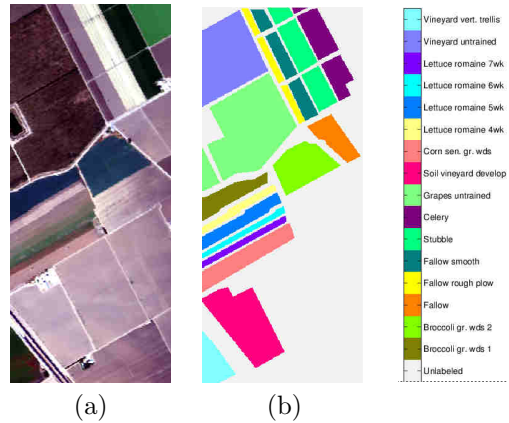 Vineyard vert. trellis
Vineyard untrained
Lettuce romaine 7wk
Lettuce romaine 6wk
Lettuce romaine 5wk
Lettuce romaine 4wk
Corn sen. gr. wds
Soil vineyard develop
Grapes untrained
Celery
Stubble
Fallow smooth
Fallow rough plow
Fallow
Broccoli gr. wds 2
Broccoli gr. wds 1
Unlabeled
(a)
(b)